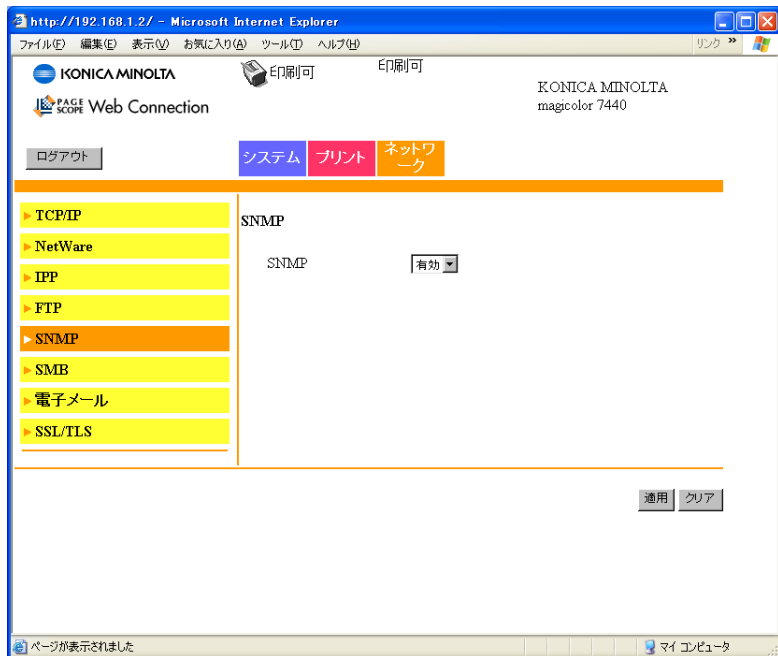 http://192.168.1.2/ - Microsoft Internet Explorer
ファイル(F) 編集(E) 表示(V) お気に入り(A) ツール(T) ヘルプ(H) リンク »
KONICA MINOLTA 印刷可 印刷可
KONICA MINOLTA
PAGE SCOPE Web Connection magicolor 7440
ログアウト システム プリント ネットワ
ーク
TCP/IP
SNMP
NetWare
SNMP 有効
IPP
FTP
SNMP
SMB
電子メール
SSL/TLS
適用 クリア
ページが表示されました マイ コンピュータ